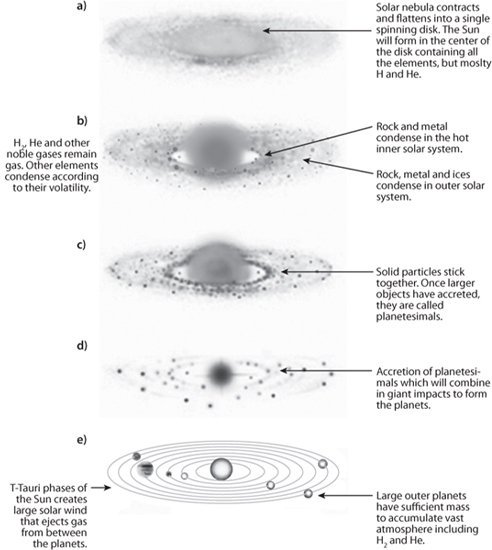 a)
Solar nebula contracts
and flattens into a single
spinning disk. The Sun
will form in the center of
the disk containing all
the elements, but moslty
H and He.
b)
H₂, He and other
noble gases remain
gas. Other elements
condense according
to their volatility.
Rock and metal
condense in the hot
inner solar system.
Rock, metal and ices
condense in outer solar
system.
c)
Solid particles stick
together. Once larger
objects have accreted,
they are called
planetesimals.
d)
Accretion of planetesi-
mals which will combine
in giant impacts to form
the planets.
e)
T-Tauri phases of
the Sun creates
large solar wind
that ejects gas
from between
the planets.
Large outer planets
have sufficient mass
to accumulate vast
atmosphere including
H₂ and He.